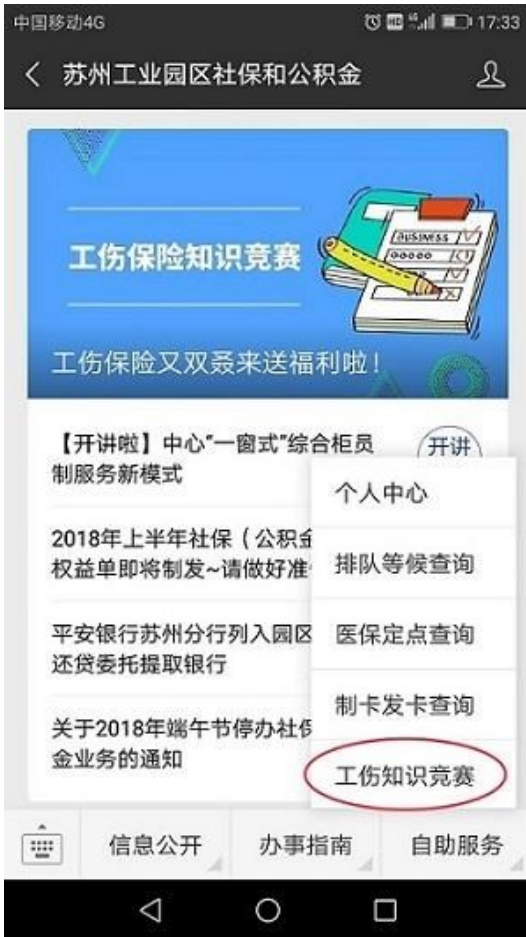 中国移动4G
17:33
苏州工业园区社保和公积金
工伤保险知识竞赛
BUSINESS
工伤保险又双叒来送福利啦！
【开讲啦】中心“一窗式”综合柜员
制服务新模式
开讲
2018年上半年社保（公积金
权益单即将制发~请做好准
平安银行苏州分行列入园区
还贷委托提取银行
关于2018年端午节停办社保
金业务的通知
个人中心
排队等候查询
医保定点查询
制卡发卡查询
工伤知识竞赛
信息公开
办事指南
自助服务